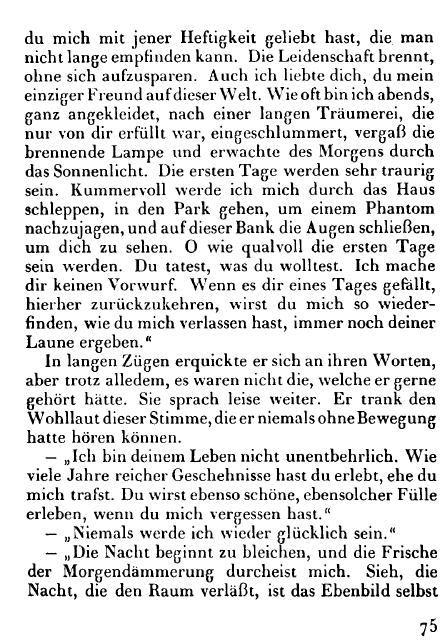 du mich mit jener Heftigkeit geliebt hast, die man
nicht lange empfinden kann. Die Leidenschaft brennt,
ohne sich aufzusparen. Auch ich liebte dich, du mein
einziger Freund auf dieser Welt. Wie oft bin ich abends,
ganz angekleidet, nach einer langen Träumerei, die
nur von dir erfüllt war, eingeschlummert, vergaß die
brennende Lampe und erwachte des Morgens durch
das Sonnenlicht. Die ersten Tage werden sehr traurig
sein. Kummervoll werde ich mich durch das Haus
schleppen, in den Park gehen, um einem Phantom
nachzujagen, und auf dieser Bank die Augen schließen,
um dich zu sehen. O wie qualvoll die ersten Tage
sein werden. Du tatest, was du wolltest. Ich mache
dir keinen Vorwurf. Wenn es dir eines Tages gefällt,
hierher zurückzukehren, wirst du mich so wieder-
finden, wie du mich verlassen hast, immer noch deiner
Laune ergeben.“
In langen Zügen erquickte er sich an ihren Worten,
aber trotz alledem, es waren nicht die, welche er gerne
gehört hätte. Sie sprach leise weiter. Er trank den
Wohllaut dieser Stimme, die er niemals ohne Bewegung
hatte hören können.
— „Ich bin deinem Leben nicht unentbehrlich. Wie
viele Jahre reicher Geschehnisse hast du erlebt, ehe du
mich trafst. Du wirst ebenso schöne, ebensolcher Fülle
erleben, wenn du mich vergessen hast.“
— „Niemals werde ich wieder glücklich sein.“
— „Die Nacht beginnt zu bleichen, und die Frische
der Morgendämmerung durcheist mich. Sieh, die
Nacht, die den Raum verläßt, ist das Ebenbild selbst
75